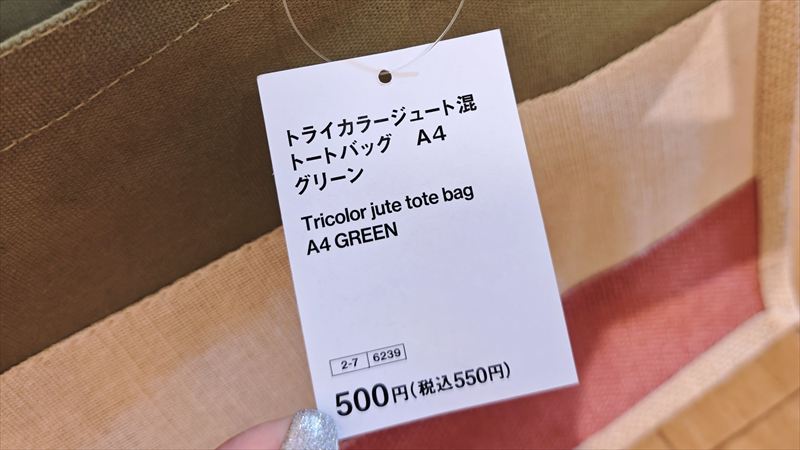 トライカラージュート混
トートバッグ　A4
グリーン
Tricolor jute tote bag
A4 GREEN
2-7 6239
500円(税込550円)